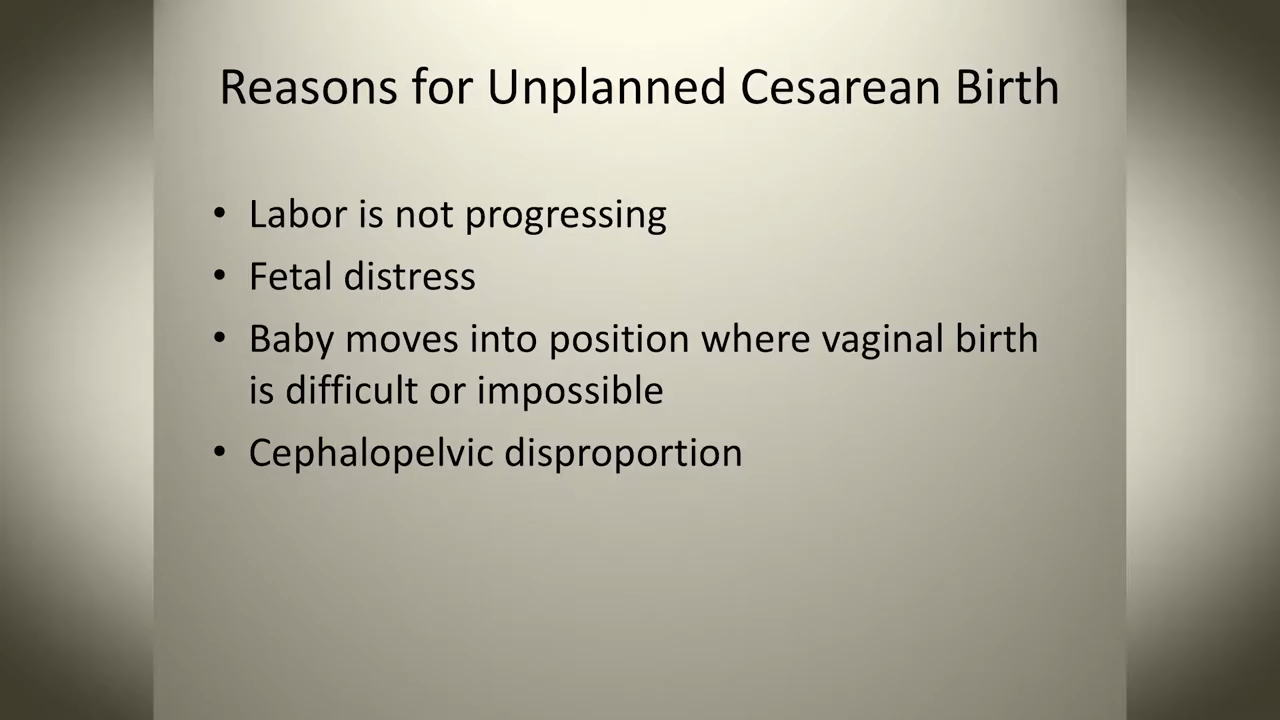 Reasons for Unplanned Cesarean Birth
• Labor is not progressing
• Fetal distress
• Baby moves into position where vaginal birth
is difficult or impossible
• Cephalopelvic disproportion